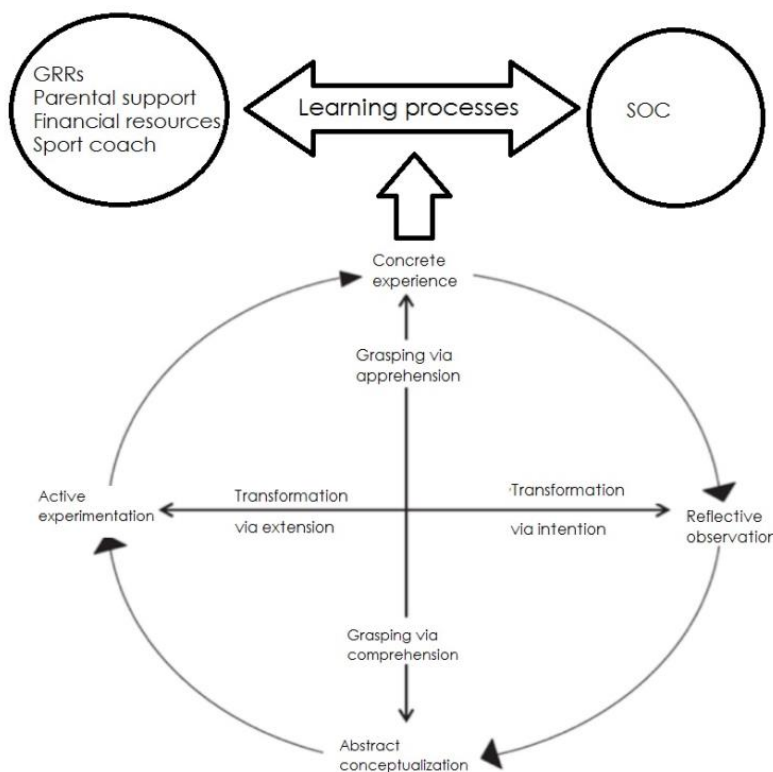 GRRs
Parental support
Financial resources
Sport coach
Learning processes
SOC
Concrete
experience
Grasping via
apprehension
Active
experimentation
Transformation
via extension
Transformation
via intention
Reflective
observation
Grasping via
comprehension
Abstract
conceptualization